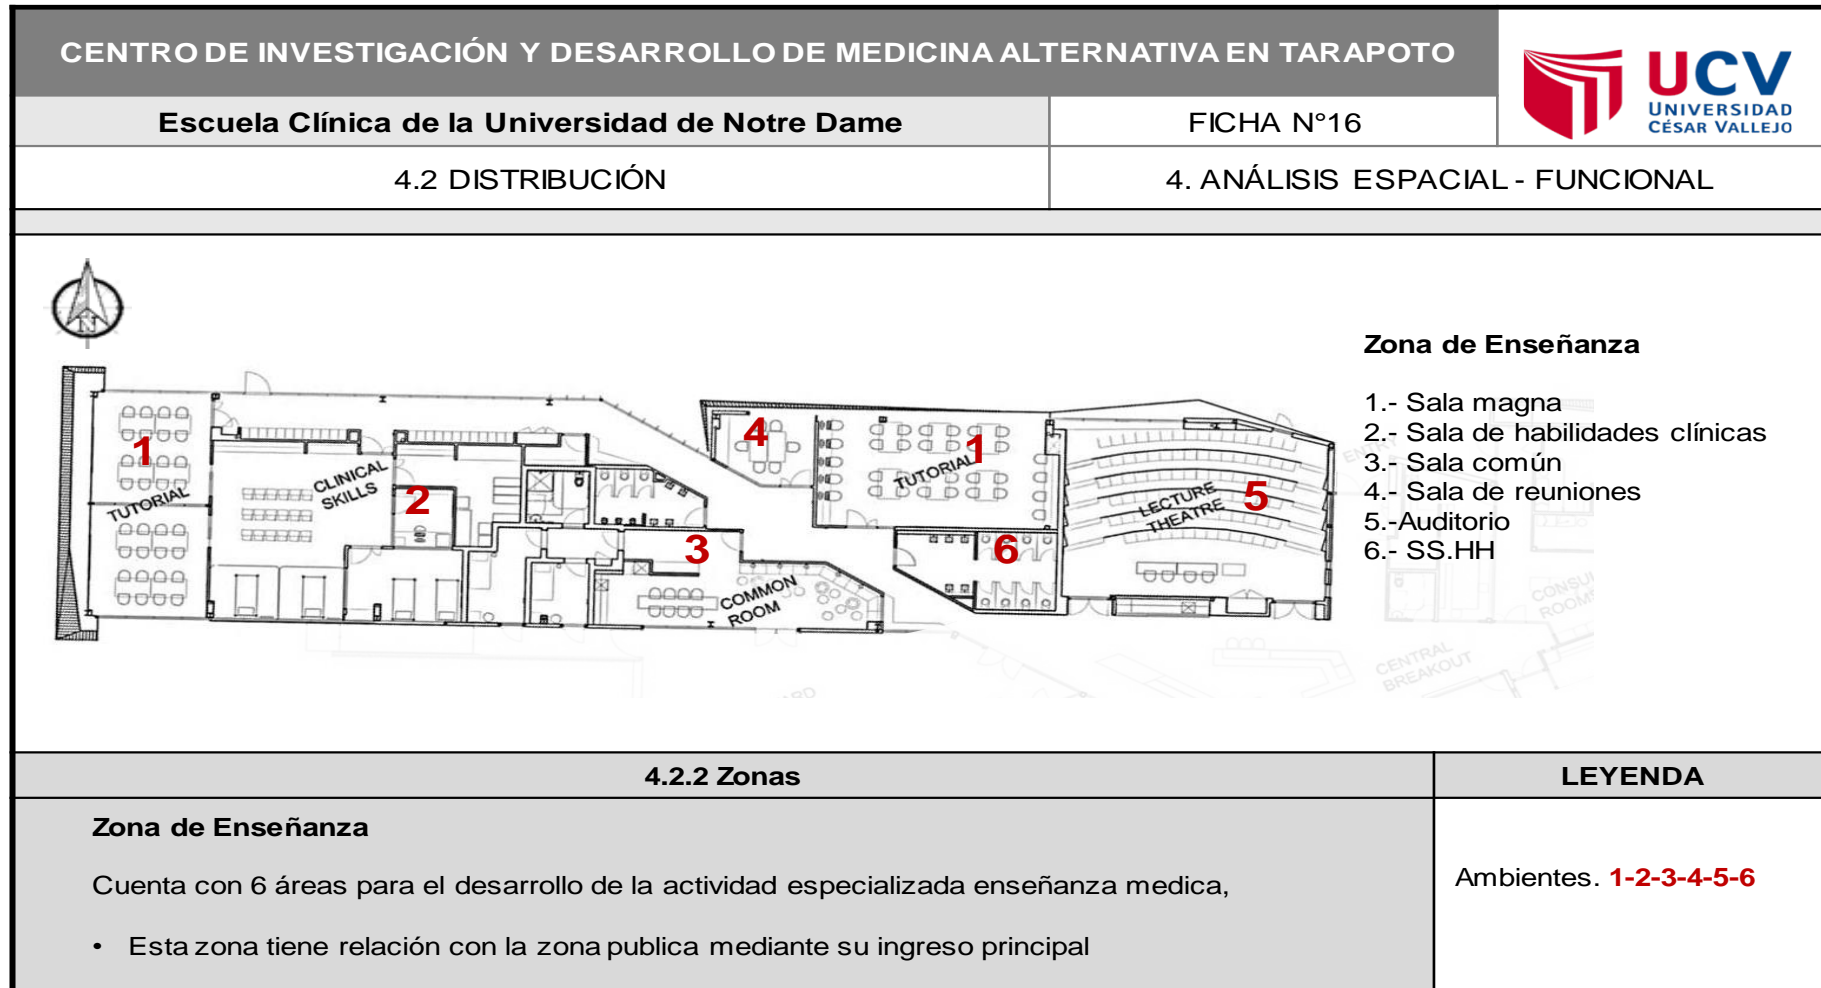 CENTRO DE INVESTIGACIÓN Y DESARROLLO DE MEDICINA ALTERNATIVA EN TARAPOTO
UCV
UNIVERSIDAD
CÉSAR VALLEJO
Escuela Clínica de la Universidad de Notre Dame
FICHA N°16
4.2 DISTRIBUCIÓN
4. ANÁLISIS ESPACIAL - FUNCIONAL
N
Zona de Enseñanza
1.- Sala magna
2.- Sala de habilidades clínicas
3.- Sala común
4.- Sala de reuniones
5.-Auditorio
6.- SS.HH
1
TUTORIAL
CLINICAL
SKILLS
2
3
COMMON
ROOM
4
1
TUTORIAL
6
5
LECTURE
THEATRE
ENTRY
CENTRAL
BREAKOUT
4.2.2 Zonas
LEYENDA
Zona de Enseñanza
Cuenta con 6 áreas para el desarrollo de la actividad especializada enseñanza medica,
Ambientes. 1-2-3-4-5-6
• Esta zona tiene relación con la zona publica mediante su ingreso principal